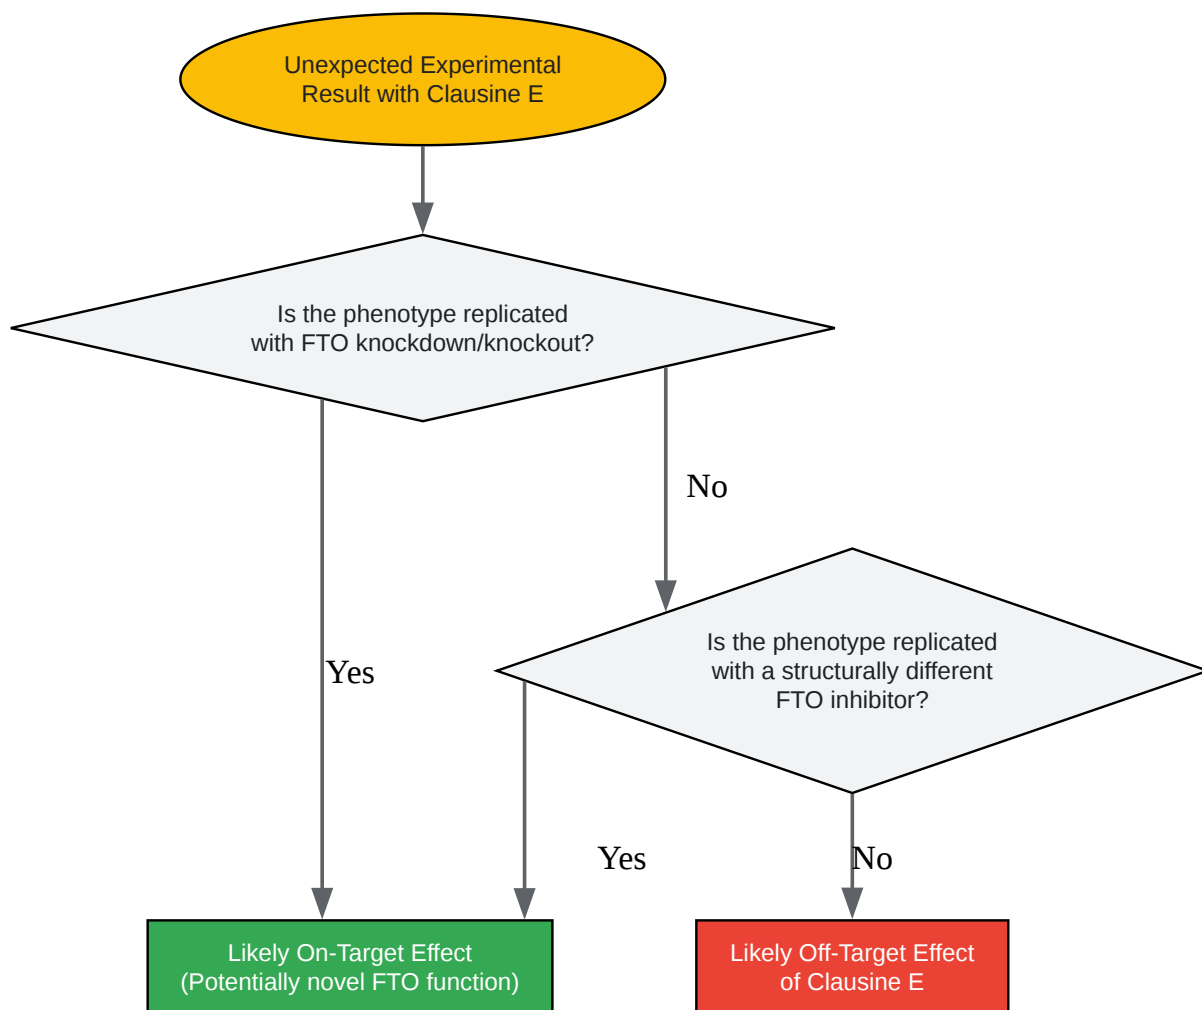 Unexpected Experimental
Result with Clausine E
Is the phenotype replicated
with FTO knockdown/knockout?
No
Is the phenotype replicated
with a structurally different
FTO inhibitor?
Yes
Yes
No
Likely On-Target Effect
(Potentially novel FTO function)
Likely Off-Target Effect
of Clausine E